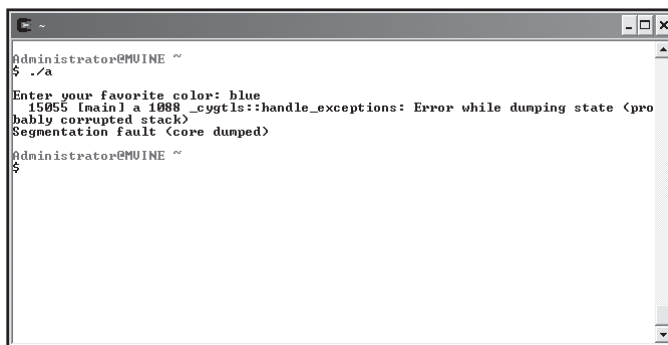 ~
Administrator@MVINE ~
$ ./a
Enter your favorite color: blue
  15055 [main] a 1088 _cygtls::handle_exceptions: Error while dumping state (pro
bably corrupted stack)
Segmentation fault (core dumped)
Administrator@MVINE ~
$